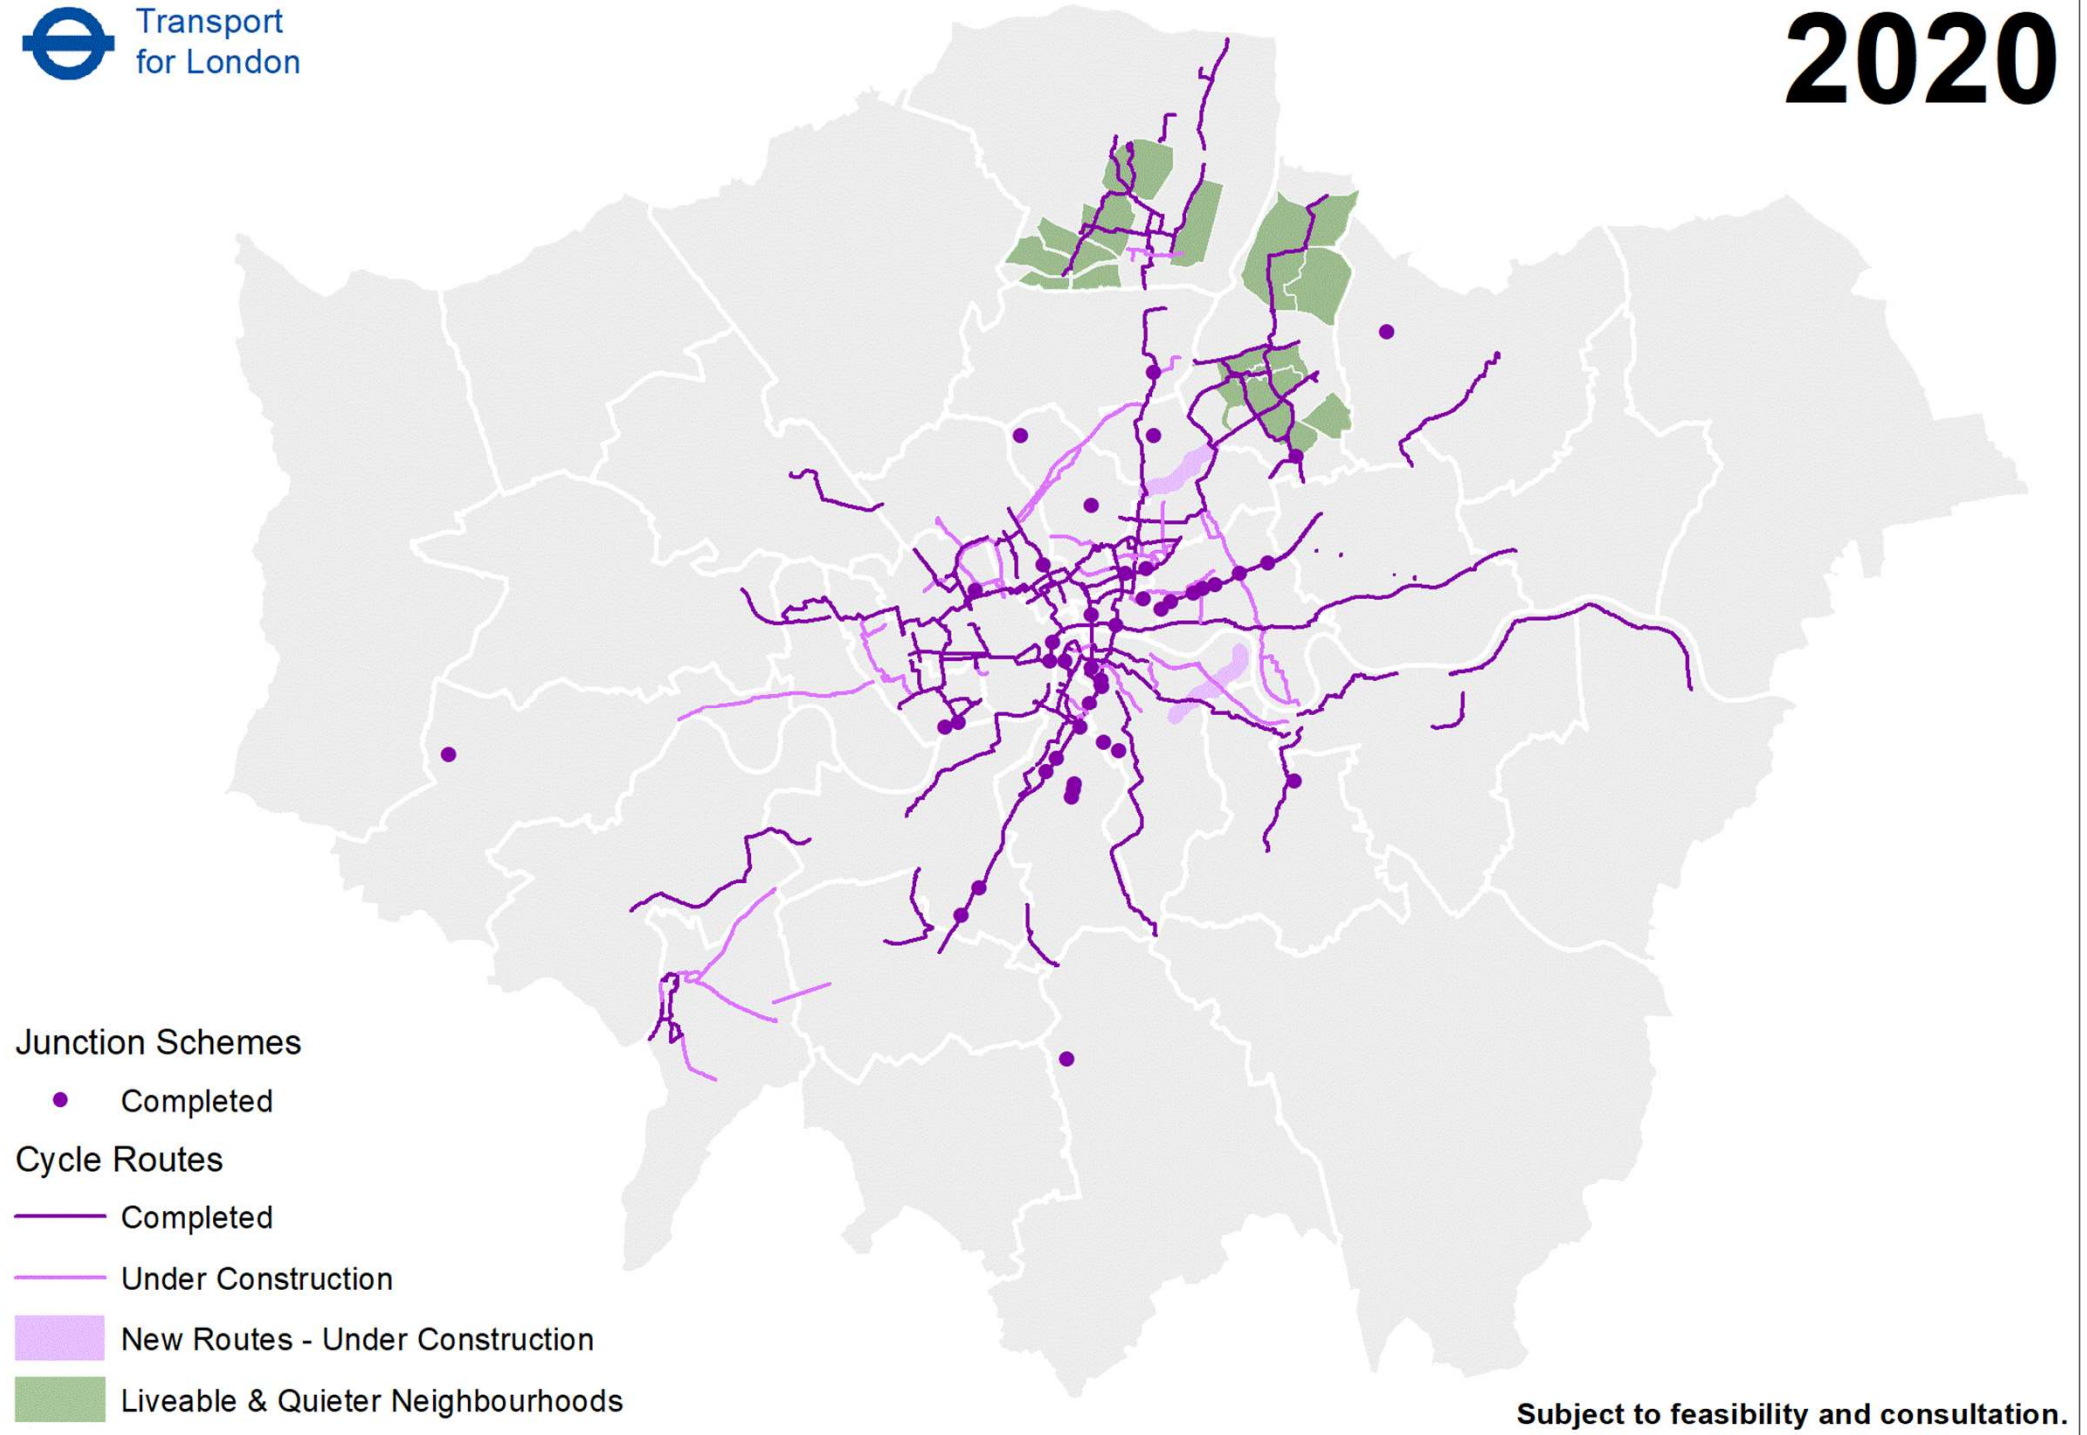 Transport
for London
2020
Junction Schemes
Completed
Cycle Routes
Completed
Under Construction
New Routes - Under Construction
Liveable & Quieter Neighbourhoods
Subject to feasibility and consultation.